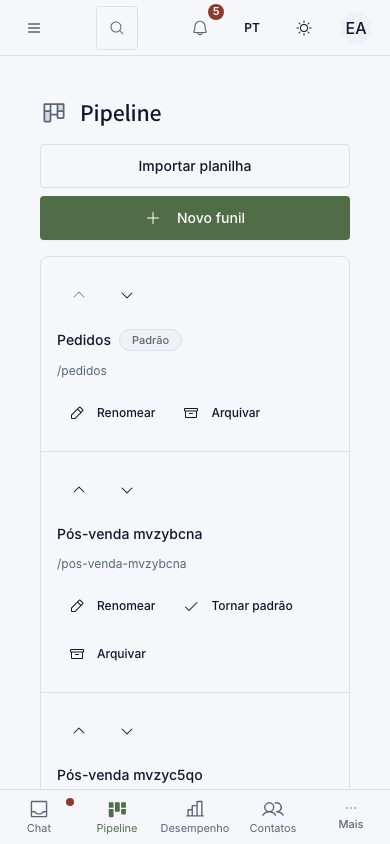 5
PT
EA
Pipeline
Importar planilha
Novo funil
Pedidos Padrão
/pedidos
Renomear Arquivar
Pós-venda mvzybcna
/pos-venda-mvzybcna
Renomear Tornar padrão
Arquivar
Pós-venda mvzyc5qo
Chat Pipeline Desempenho Contatos Mais